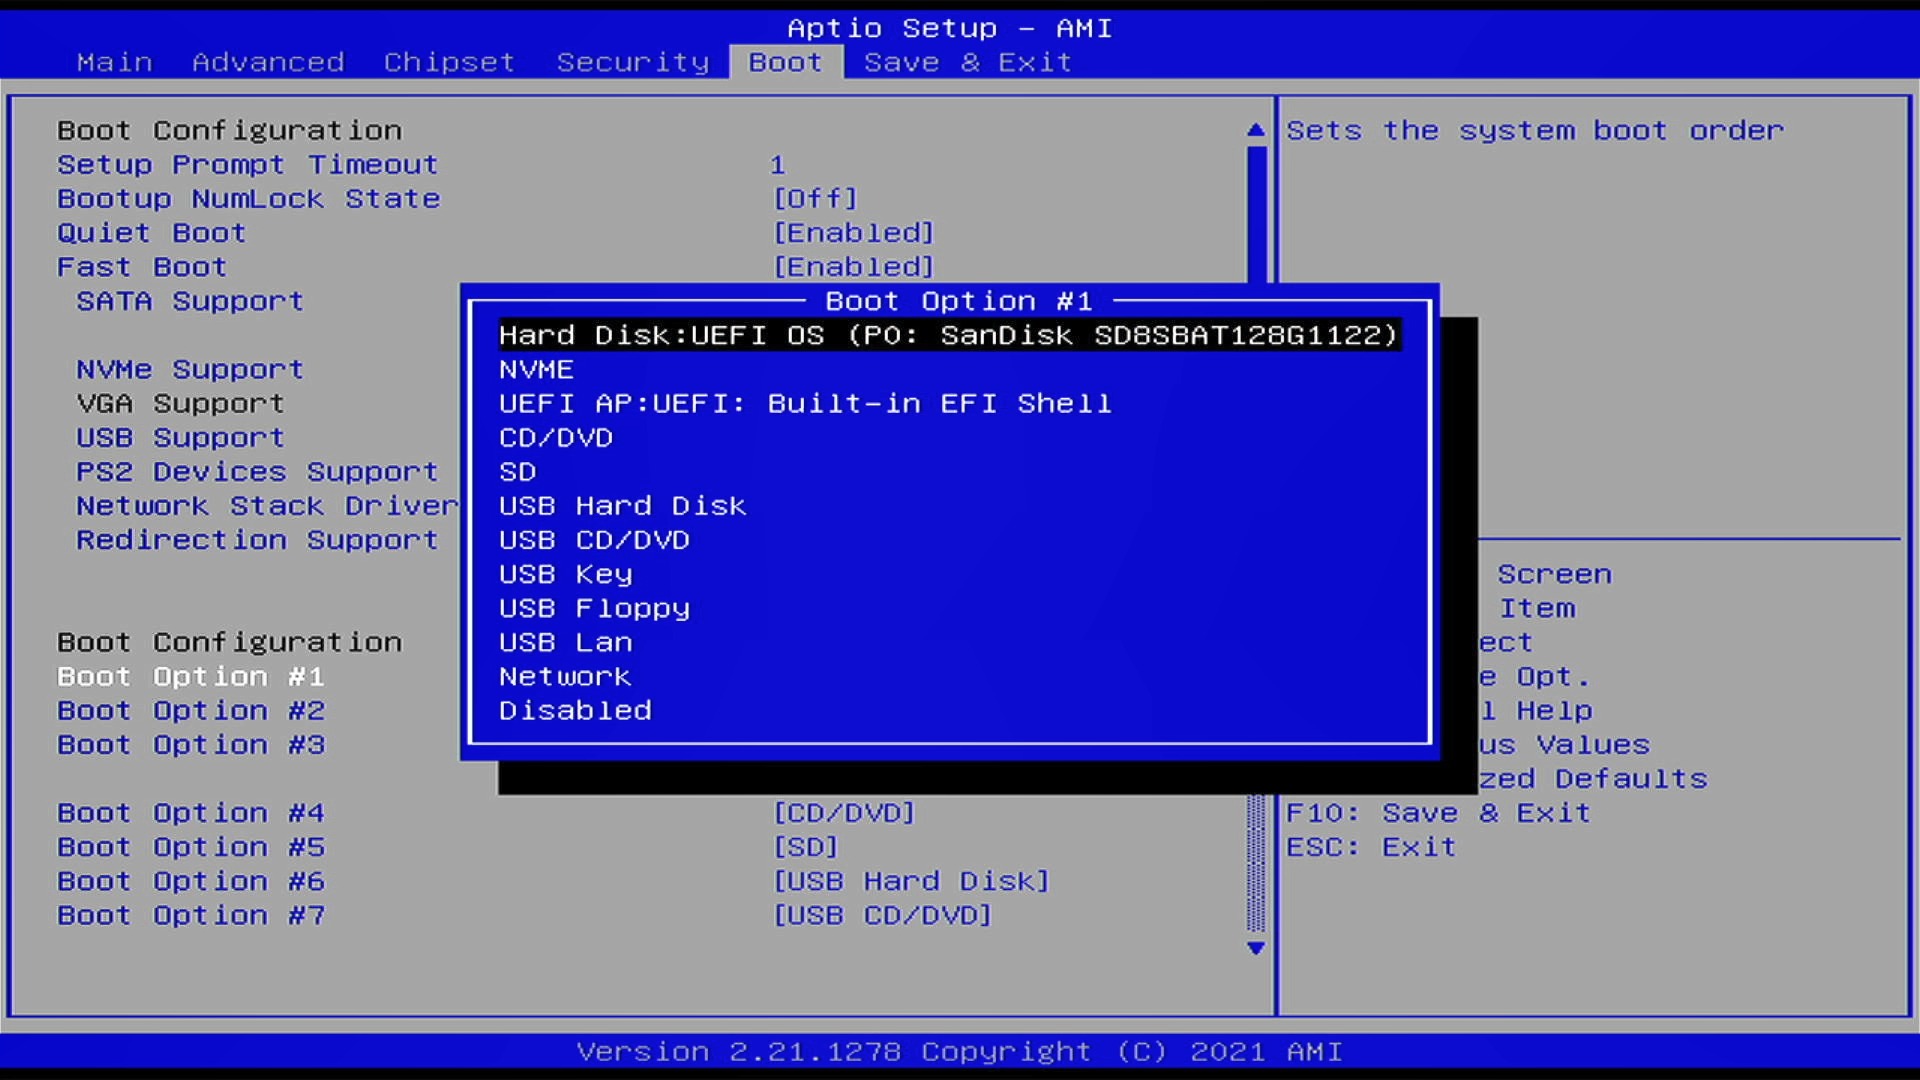 Aptio Setup – AMI
Main Advanced Chipset Security Boot Save & Exit
Boot Configuration
Setup Prompt Timeout 1
Bootup NumLock State [Off]
Quiet Boot [Enabled]
Fast Boot [Enabled]
SATA Support
NVMe Support
VGA Support
USB Support
PS2 Devices Support
Network Stack Driver
Redirection Support
Boot Configuration
Boot Option #1
Boot Option #2
Boot Option #3
Boot Option #4 [CD/DVD]
Boot Option #5 [SD]
Boot Option #6 [USB Hard Disk]
Boot Option #7 [USB CD/DVD]
Boot Option #1
Hard Disk:UEFI OS (P0: SanDisk SD8SBAT128G1122)
NVME
UEFI AP:UEFI: Built-in EFI Shell
CD/DVD
SD
USB Hard Disk
USB CD/DVD
USB Key
USB Floppy
USB Lan
Network
Disabled
Sets the system boot order
Screen
Item
ect
e Opt.
l Help
us Values
zed Defaults
F10: Save & Exit
ESC: Exit
Version 2.21.1278 Copyright (C) 2021 AMI